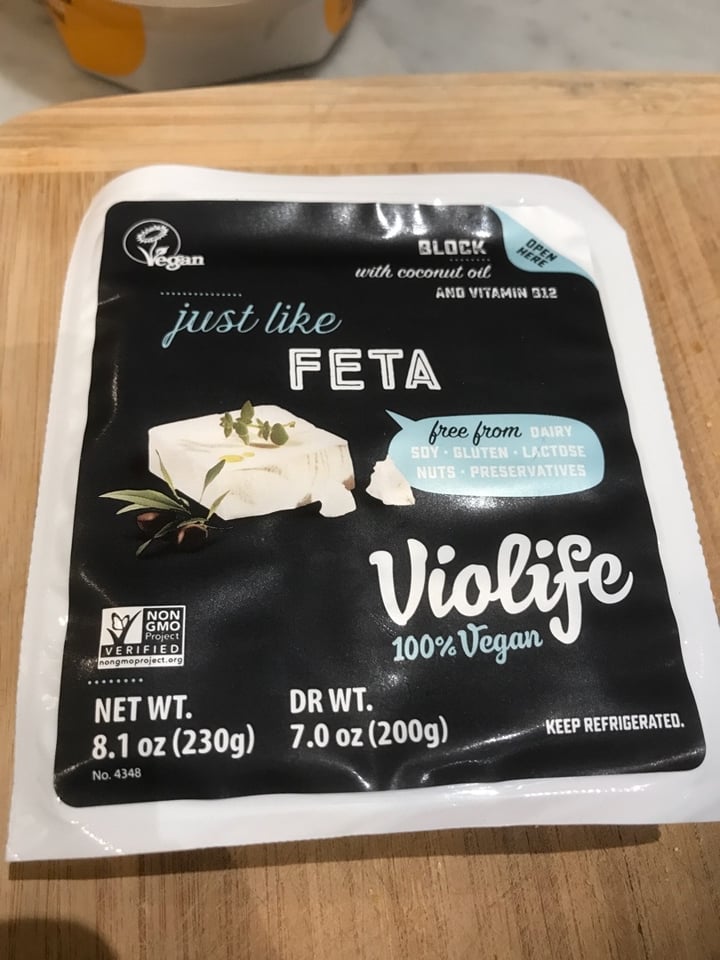 Vegan
BLOCK
with coconut oil
AND VITAMIN B12
OPEN
HERE
just like
FETA
free from DAIRY
SOY · GLUTEN · LACTOSE
NUTS · PRESERVATIVES
Violife
100% Vegan
NON
GMO
Project
VERIFIED
nongmoproject.org
NET WT.
8.1 oz (230g)
DR WT.
7.0 oz (200g)
KEEP REFRIGERATED.
No. 4348